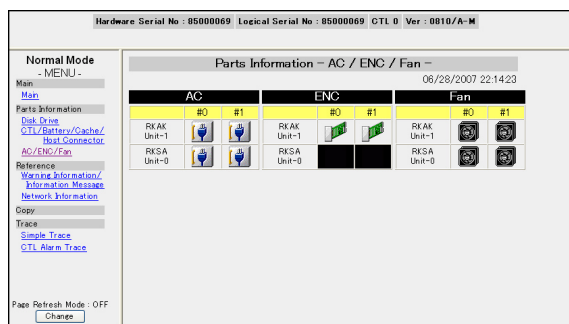 Hardware Serial No : 85000069 Logical Serial No : 85000069 CTL 0 Ver : 0810/A-M
Normal Mode
- MENU -
Main
Main
Parts Information
Disk Drive
CTL/Battery/Cache/
Host Connector
AC/ENC/Fan
Reference
Warning Information/
Information Message
Network Information
Copy
Trace
Simple Trace
CTL Alarm Trace
Page Refresh Mode : OFF
Change
Parts Information - AC / ENC / Fan -
06/28/2007 22:14:23
AC ENC Fan
#0 #1 #0 #1 #0 #1
RKAK Unit-1 RKAK Unit-1 RKAK Unit-1
RKSA Unit-0 RKSA Unit-0 RKSA Unit-0